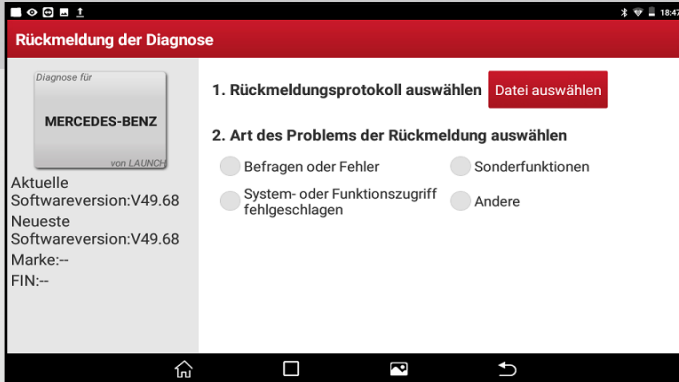 18:47
Rückmeldung der Diagnose
Diagnose für
MERCEDES-BENZ
von LAUNCH
Aktuelle
Softwareversion:V49.68
Neueste
Softwareversion:V49.68
Marke:--
FIN:--
1. Rückmeldungsprotokoll auswählen
Datei auswählen
2. Art des Problems der Rückmeldung auswählen
Befragen oder Fehler
Sonderfunktionen
System- oder Funktionszugriff
fehlgeschlagen
Andere